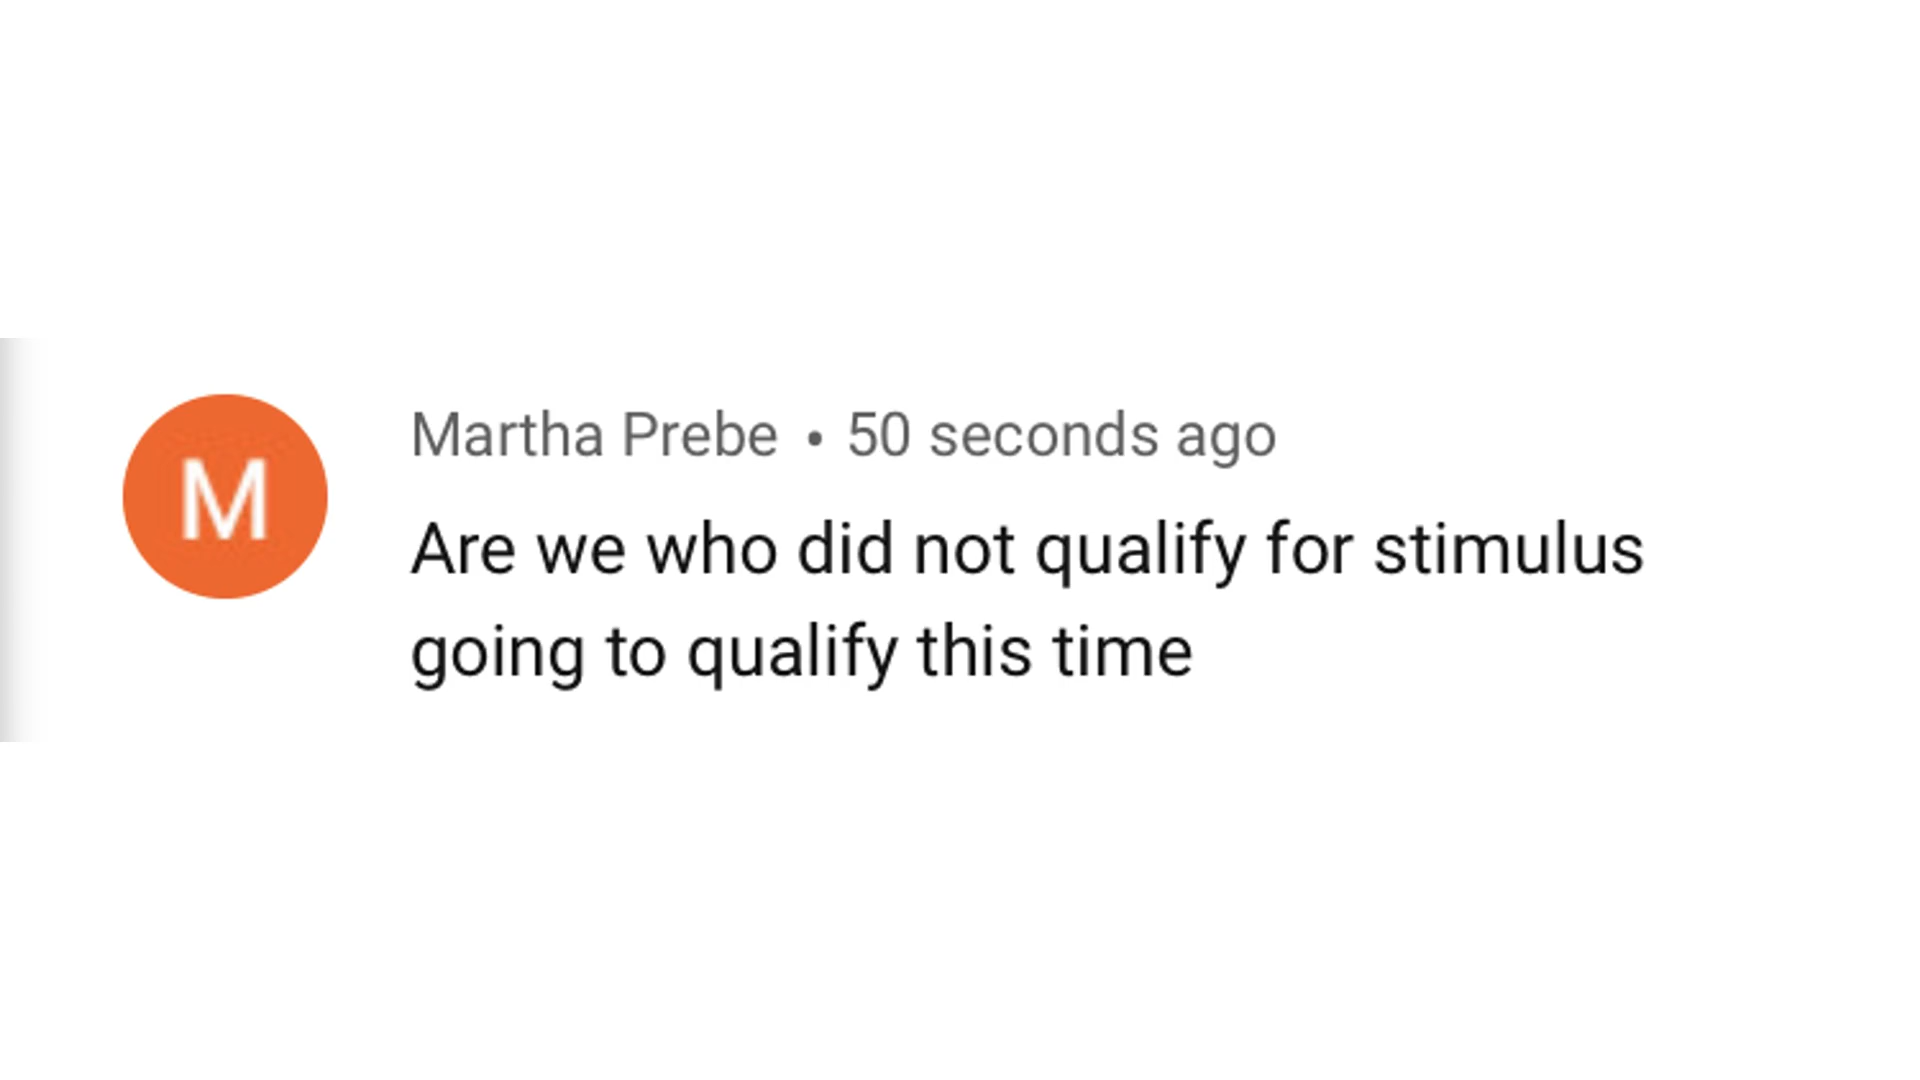 M
Martha Prebe • 50 seconds ago
Are we who did not qualify for stimulus
going to qualify this time